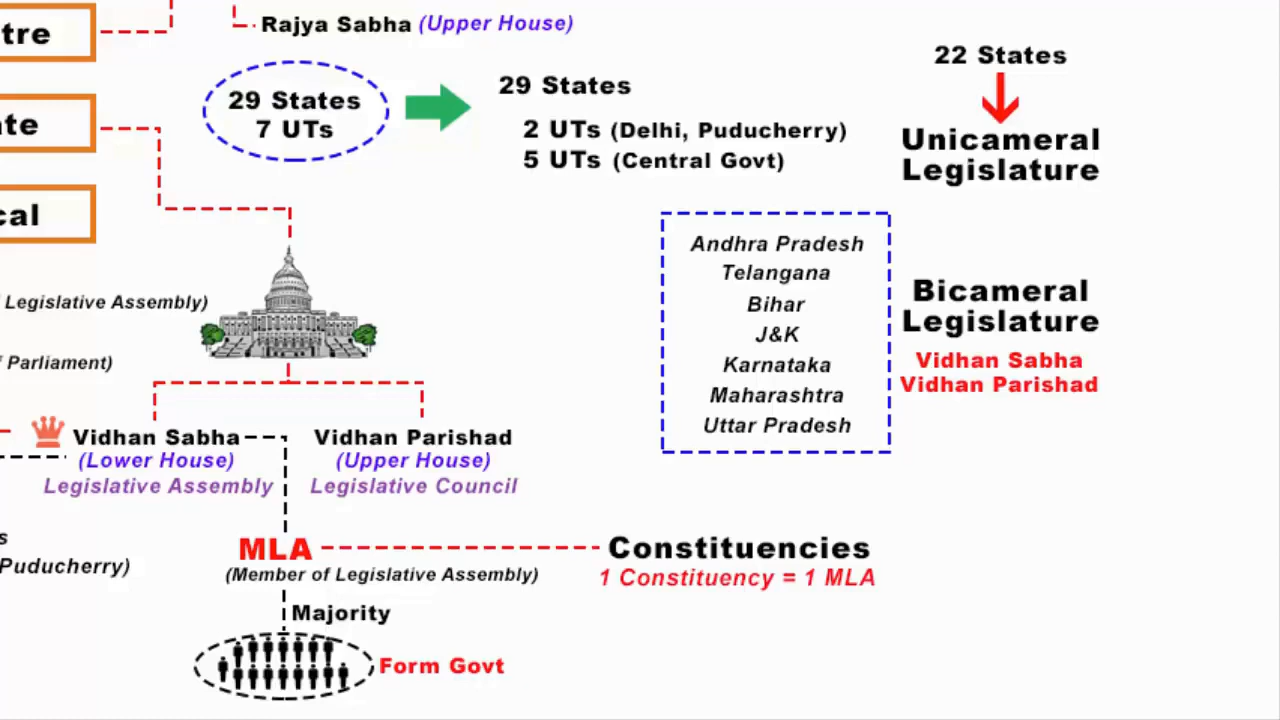 tre
Rajya Sabha (Upper House)
29 States
7 UTs
29 States
2 UTs (Delhi, Puducherry)
5 UTs (Central Govt)
22 States
Unicameral
Legislature
te
cal
Andhra Pradesh
Telangana
Bihar
J&K
Karnataka
Maharashtra
Uttar Pradesh
Bicameral
Legislature
Vidhan Sabha
Vidhan Parishad
Legislative Assembly)
Parliament)
Vidhan Sabha
(Lower House)
Legislative Assembly
Vidhan Parishad
(Upper House)
Legislative Council
s
Puducherry)
MLA
(Member of Legislative Assembly)
Constituencies
1 Constituency = 1 MLA
Majority
Form Govt